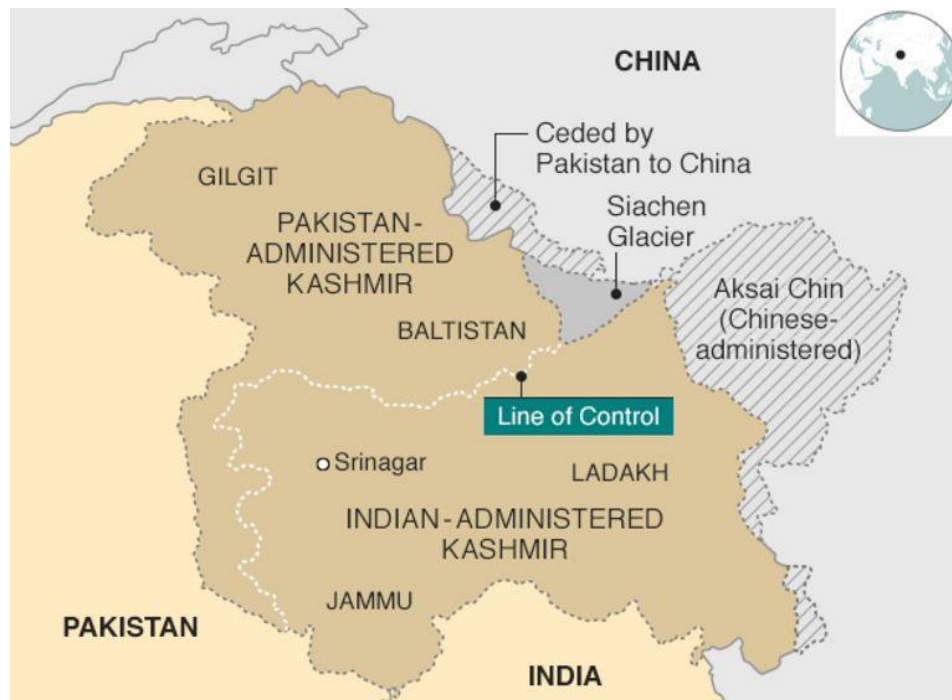 CHINA
Ceded by
Pakistan to China
GILGIT
Siachen
Glacier
PAKISTAN-
ADMINISTERED
KASHMIR
Aksai Chin
(Chinese-
administered)
BALTISTAN
Line of Control
Srinagar
LADAKH
INDIAN-ADMINISTERED
KASHMIR
JAMMU
PAKISTAN
INDIA